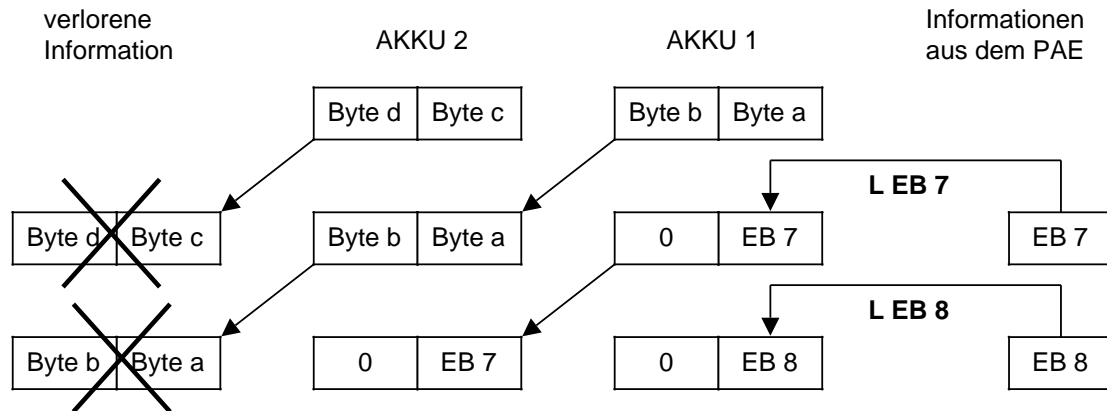 verlorene
Information
AKKU 2
AKKU 1
Informationen
aus dem PAE
Byte d Byte c
Byte b Byte a
L EB 7
Byte d Byte c
Byte b Byte a
0 EB 7
EB 7
L EB 8
Byte b Byte a
0 EB 7
0 EB 8
EB 8